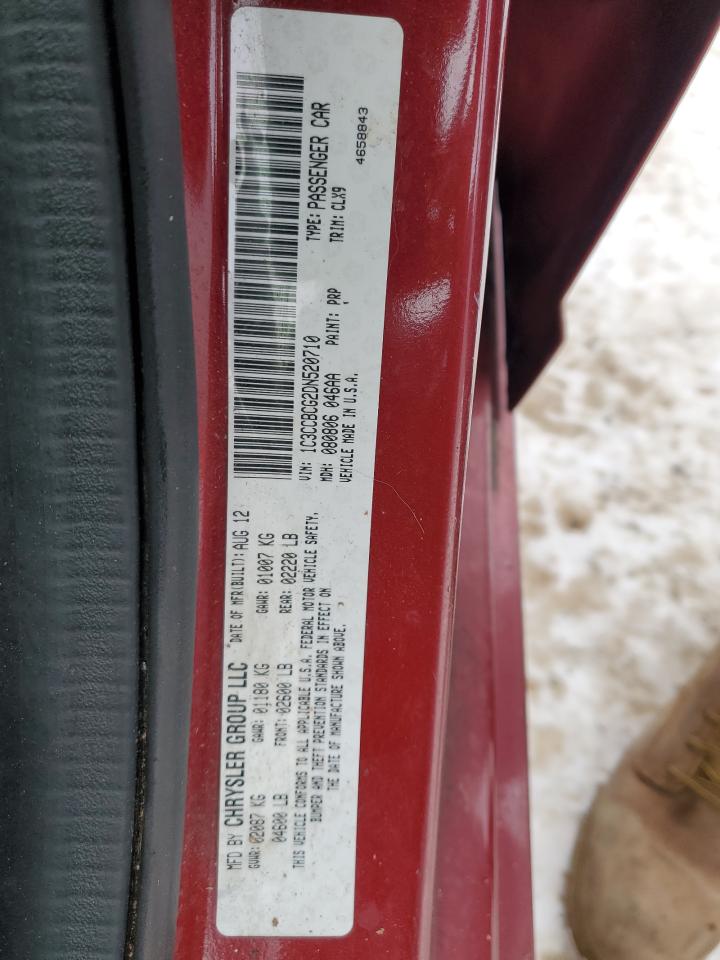 MFD BY CHRYSLER GROUP LLC DATE OF MFR(BUILT): AUG 12
GVWR: 02087 KG GAWR: 01180 KG GAWR: 01007 KG
04600 LB FRONT: 02600 LB REAR: 02220 LB
THIS VEHICLE CONFORMS TO ALL APPLICABLE U.S.A. FEDERAL MOTOR VEHICLE SAFETY,
BUMPER AND THEFT PREVENTION STANDARDS IN EFFECT ON
THE DATE OF MANUFACTURE SHOWN ABOVE.
VIN: 1C3CCBCG2DN520710 TYPE: PASSENGER CAR
MDH: 080806 046AA PAINT: PRP TRIM: CLX9
VEHICLE MADE IN U.S.A.
4658843